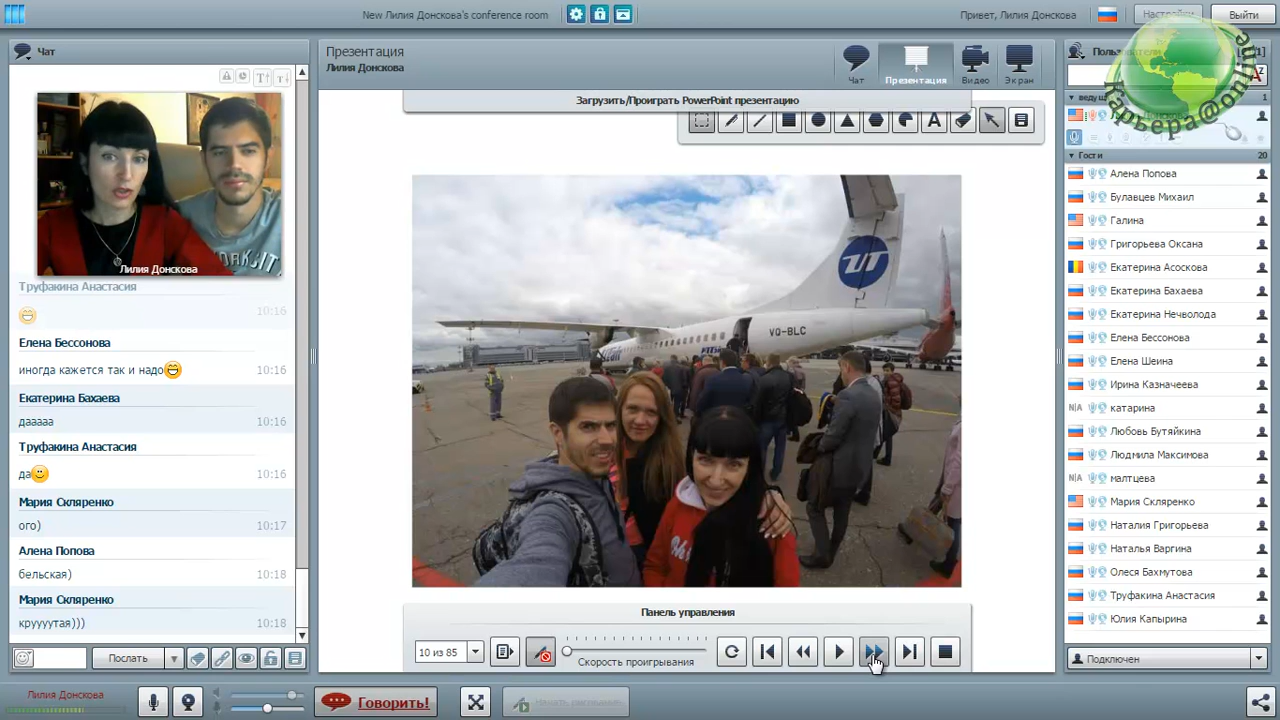 New Лилия Донскова's conference room
Привет, Лилия Донскова
Настройки
Выйти
Чат
Лилия Донскова
Труфакина Анастасия
10:16
Елена Бессонова
иногда кажется так и надо
10:16
Екатерина Бахаева
дааааа
10:16
Труфакина Анастасия
да
10:16
Мария Скляренко
ого)
10:17
Алена Попова
бельская)
10:18
Мария Скляренко
круууутая)))
10:18
Послать
Презентация
Лилия Донскова
Чат
Презентация
Видео
Экран
Загрузить/Проиграть PowerPoint презентацию
A
UT
VQ-BLC
Панель управления
10 из 85
Скорость проигрывания
Карьера@online
Гости
20
Алена Попова
Булавцев Михаил
Галина
Григорьева Оксана
Екатерина Асоскова
Екатерина Бахаева
Екатерина Нечволода
Елена Бессонова
Елена Шеина
Ирина Казначеева
N|A
катарина
Любовь Бутяйкина
Людмила Максимова
N|A
малтцева
Мария Скляренко
Наталия Григорьева
Наталья Варгина
Олеся Бахмутова
Труфакина Анастасия
Юлия Капырина
Подключен
Лилия Донскова
Говорить!